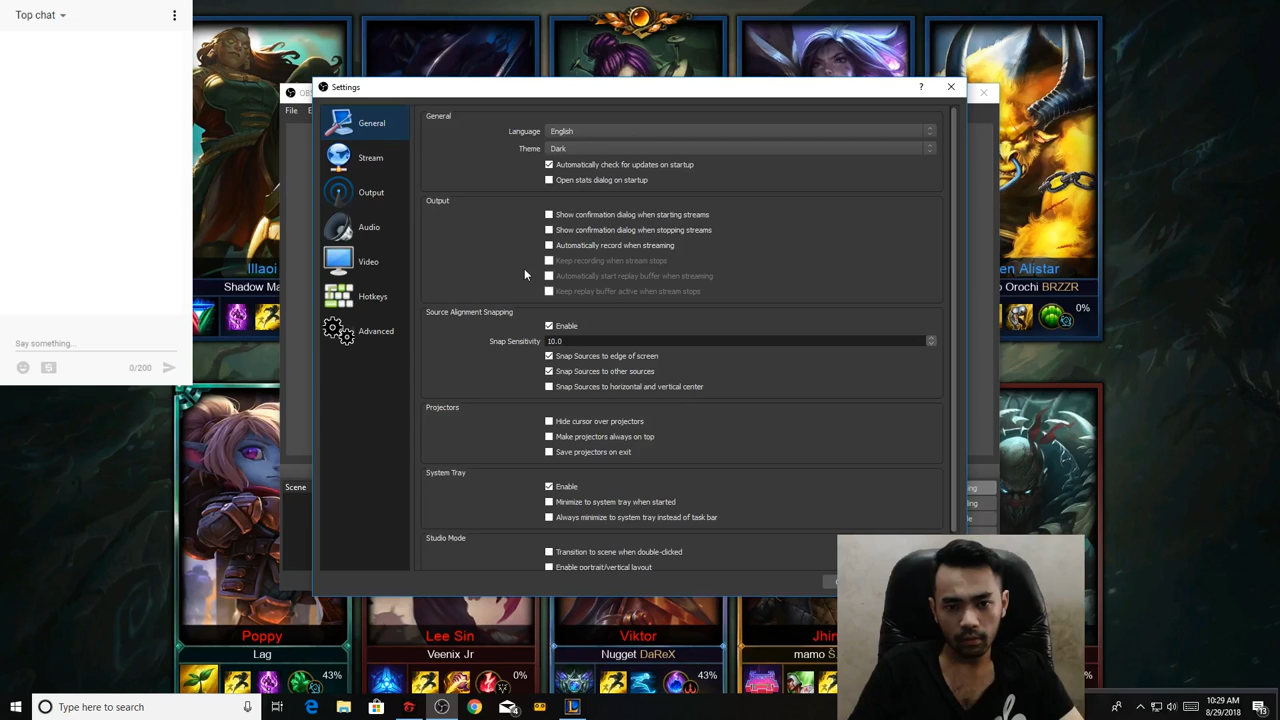 Top chat
Say something...
0/200
Illaoi
Shadow Ma
en Alistar
o Orochi BRZZR
0%
OBS
File
E
Scene
Settings
?
General
Stream
Output
Audio
Video
Hotkeys
Advanced
General
Language English
Theme Dark
Automatically check for updates on startup
Open stats dialog on startup
Output
Show confirmation dialog when starting streams
Show confirmation dialog when stopping streams
Automatically record when streaming
Keep recording when stream stops
Automatically start replay buffer when streaming
Keep replay buffer active when stream stops
Source Alignment Snapping
Enable
Snap Sensitivity 10.0
Snap Sources to edge of screen
Snap Sources to other sources
Snap Sources to horizontal and vertical center
Projectors
Hide cursor over projectors
Make projectors always on top
Save projectors on exit
System Tray
Enable
Minimize to system tray when started
Always minimize to system tray instead of task bar
Studio Mode
Transition to scene when double-clicked
Enable portrait/vertical layout
Poppy
Lag
43%
Lee Sin
Veenix Jr
0%
Viktor
Nugget DaReX
43%
Jhin
mamo
Type here to search
10:29 AM
8/29/2018